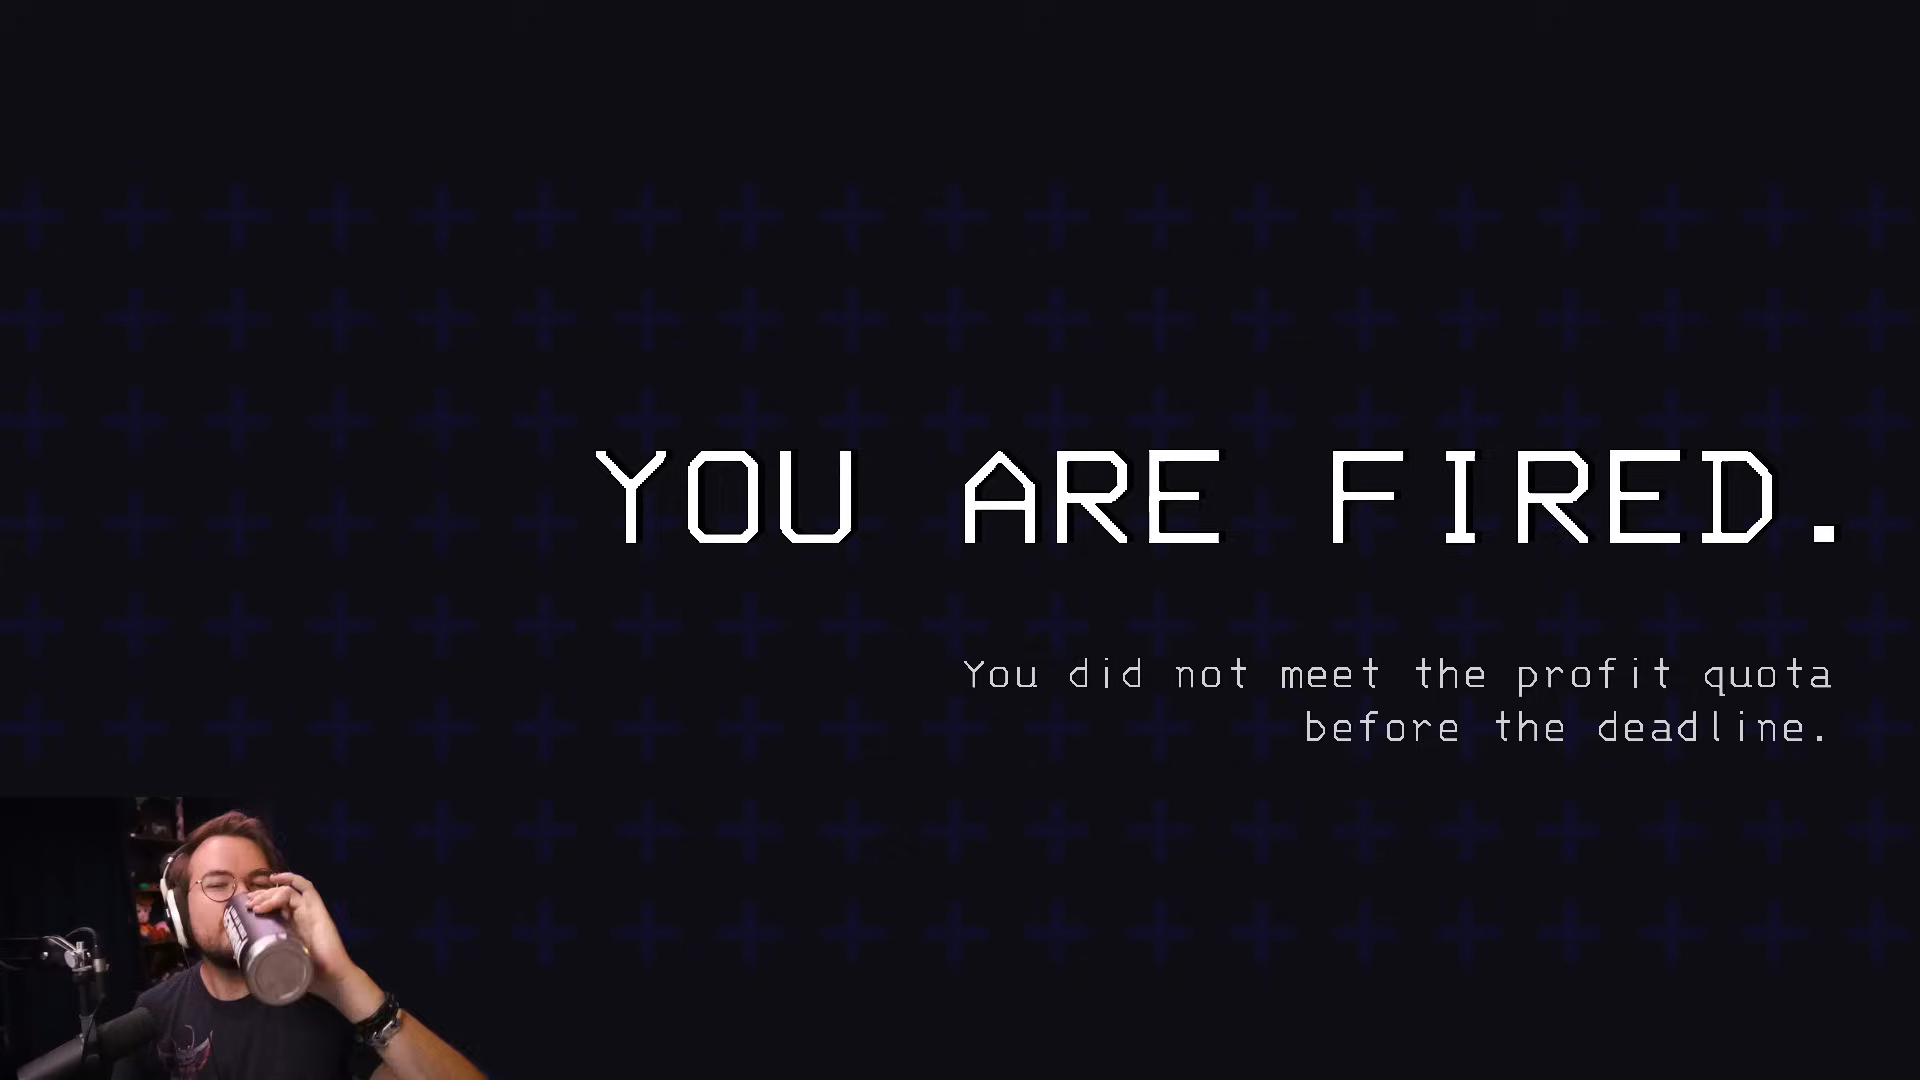 YOU ARE FIRED.
You did not meet the profit quota
before the deadline.